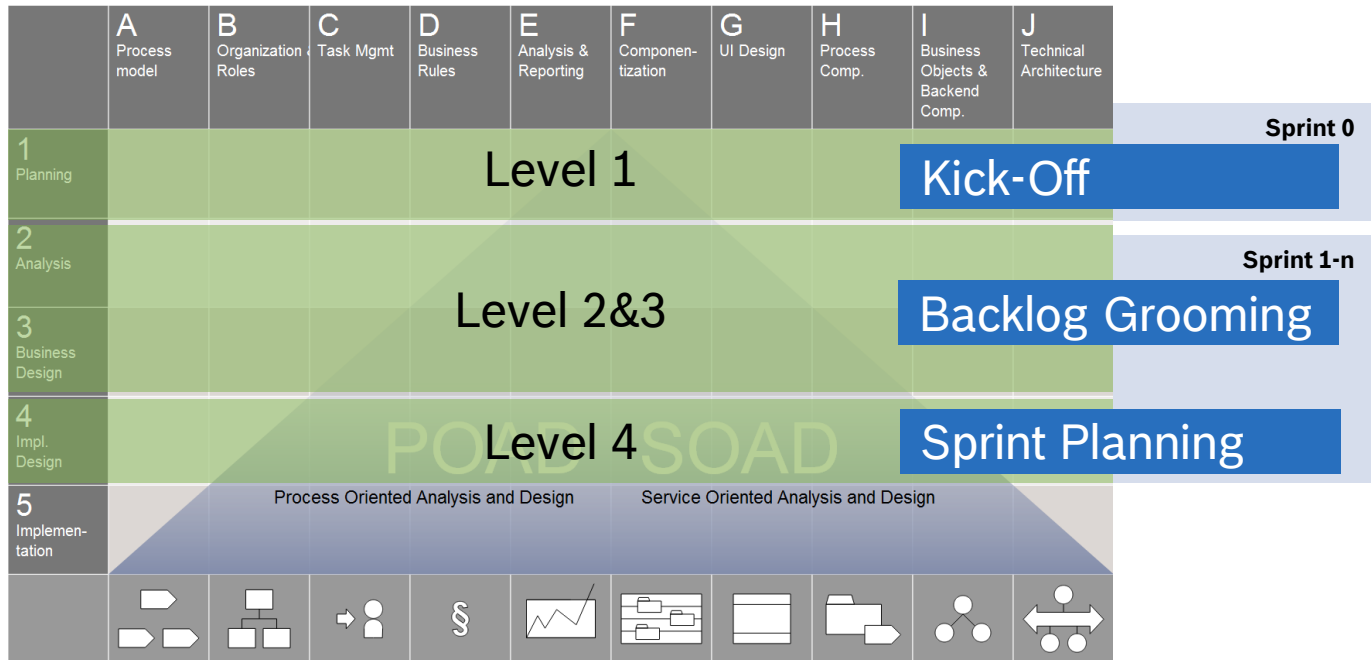 A
Process
model
B
Organization &
Roles
C
Task Mgmt
D
Business
Rules
E
Analysis &
Reporting
F
Componen-
tization
G
UI Design
H
Process
Comp.
I
Business
Objects &
Backend
Comp.
J
Technical
Architecture
Sprint 0
1
Planning
Level 1
Kick-Off
Sprint 1-n
2
Analysis
Level 2&3
Backlog Grooming
3
Business
Design
4
Impl.
Design
POAD
SOAD
Level 4
Sprint Planning
5
Implemen-
tation
Process Oriented Analysis and Design
Service Oriented Analysis and Design
§